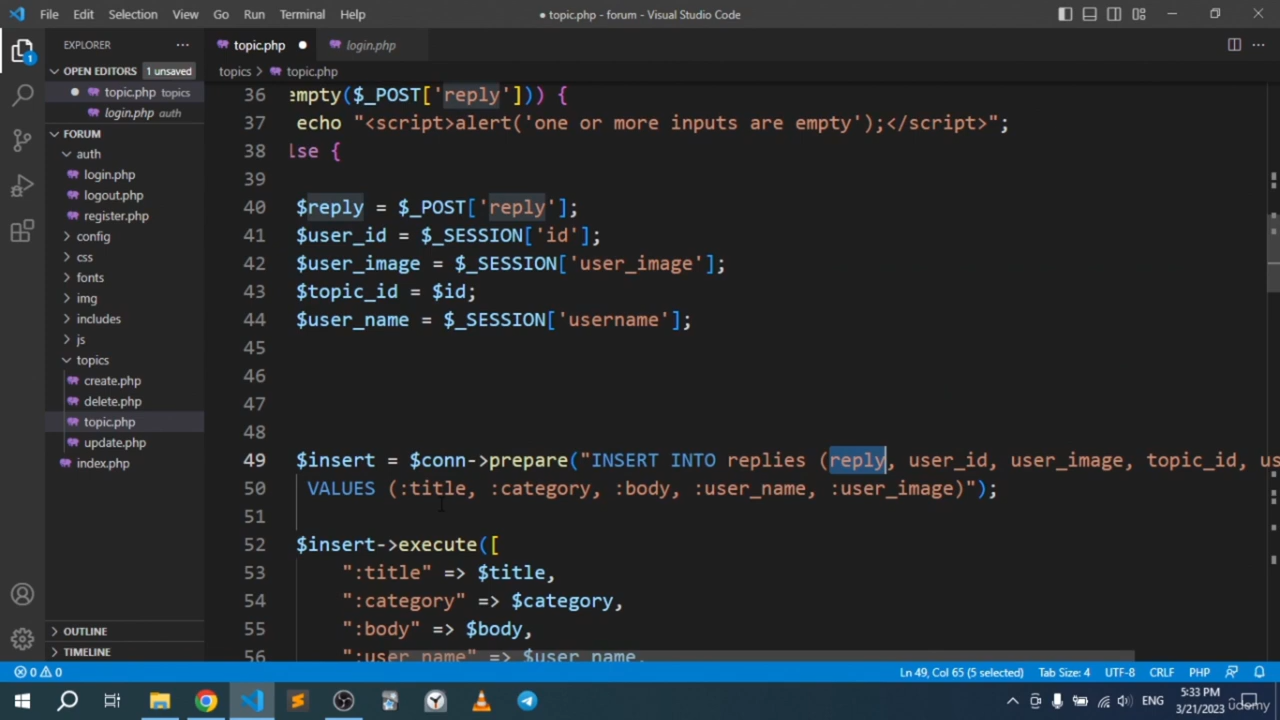 File Edit Selection View Go Run Terminal Help
● topic.php - forum - Visual Studio Code
EXPLORER
OPEN EDITORS 1 unsaved
topic.php topics
login.php auth
FORUM
auth
login.php
logout.php
register.php
config
css
fonts
img
includes
js
topics
create.php
delete.php
topic.php
update.php
index.php
OUTLINE
TIMELINE
topic.php
login.php
topics > topic.php
36 empty($_POST['reply'])) {
37 echo "<script>alert('one or more inputs are empty');</script>";
38 lse {
39
40 $reply = $_POST['reply'];
41 $user_id = $_SESSION['id'];
42 $user_image = $_SESSION['user_image'];
43 $topic_id = $id;
44 $user_name = $_SESSION['username'];
45
46
47
48
49 $insert = $conn->prepare("INSERT INTO replies (reply, user_id, user_image, topic_id, us
50 VALUES (:title, :category, :body, :user_name, :user_image)");
51
52 $insert->execute([
53 ":title" => $title,
54 ":category" => $category,
55 ":body" => $body,
56 ":user_name" => $user_name,
0 0
Ln 49, Col 65 (5 selected) Tab Size: 4 UTF-8 CRLF PHP
1
ENG
5:33 PM
3/21/2023
udemy